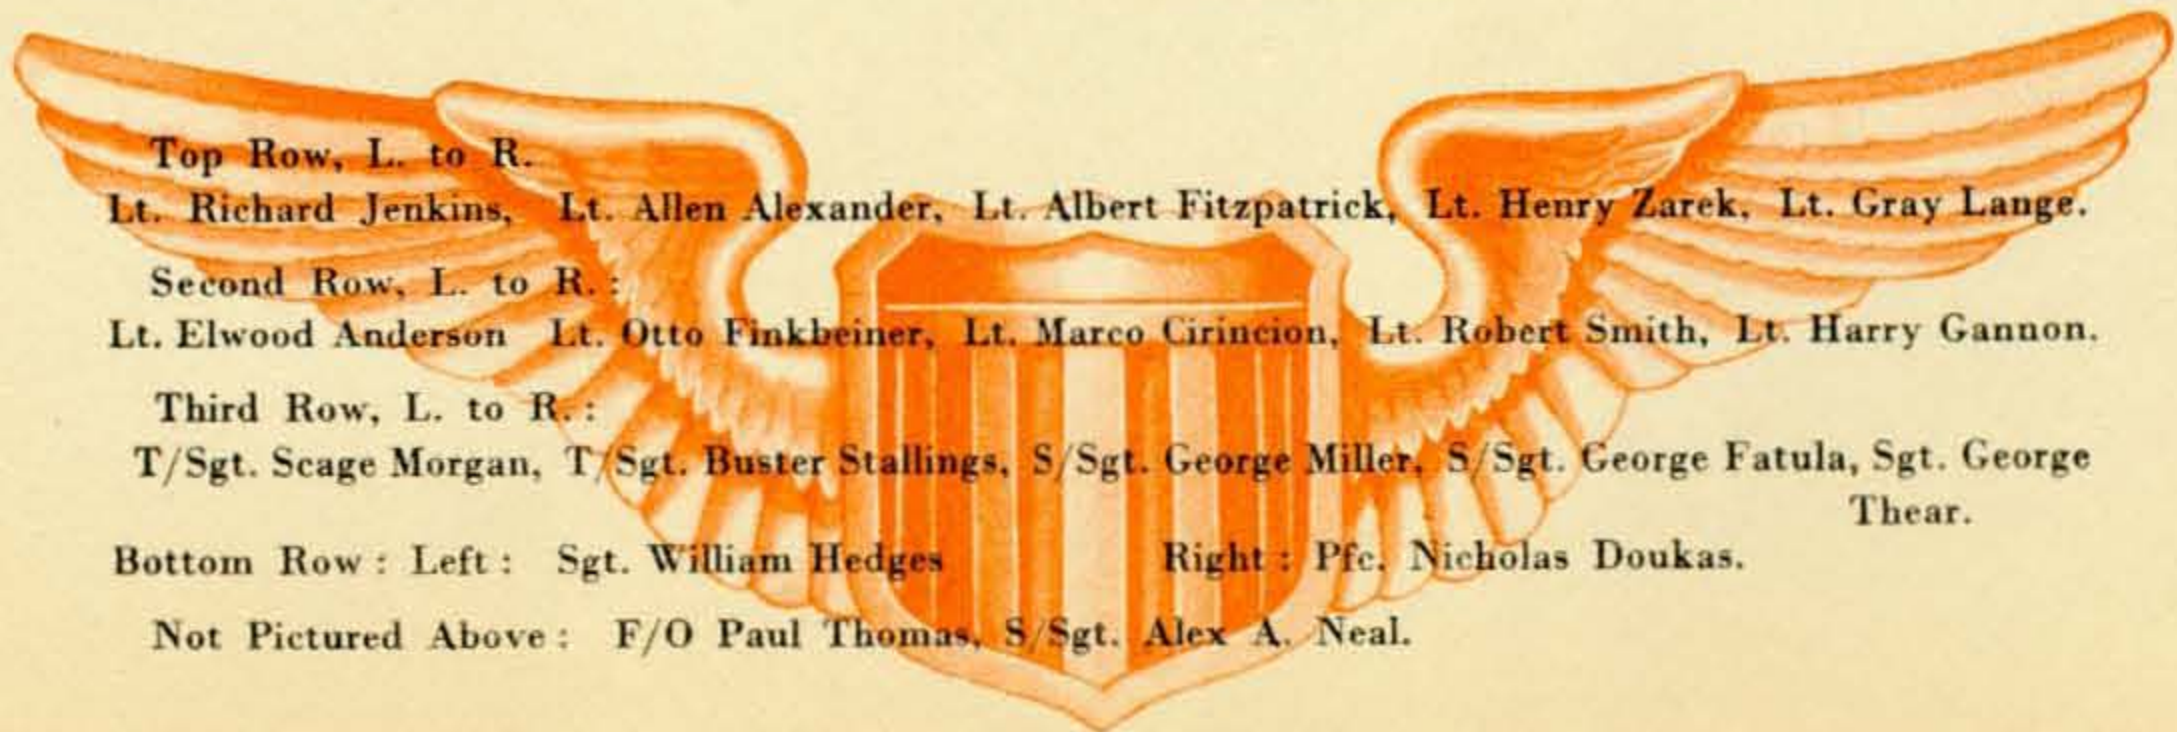 Top Row, L. to R.
Lt. Richard Jenkins, Lt. Allen Alexander, Lt. Albert Fitzpatrick, Lt. Henry Zarek, Lt. Gray Lange.
Second Row, L. to R. :
Lt. Elwood Anderson Lt. Otto Finkbeiner, Lt. Marco Cirincion, Lt. Robert Smith, Lt. Harry Gannon.
Third Row, L. to R. :
T/Sgt. Scage Morgan, T/Sgt. Buster Stallings, S/Sgt. George Miller, S/Sgt. George Fatula, Sgt. George
Thear.
Bottom Row : Left : Sgt. William Hedges Right : Pfc. Nicholas Doukas.
Not Pictured Above : F/O Paul Thomas, S/Sgt. Alex A. Neal.